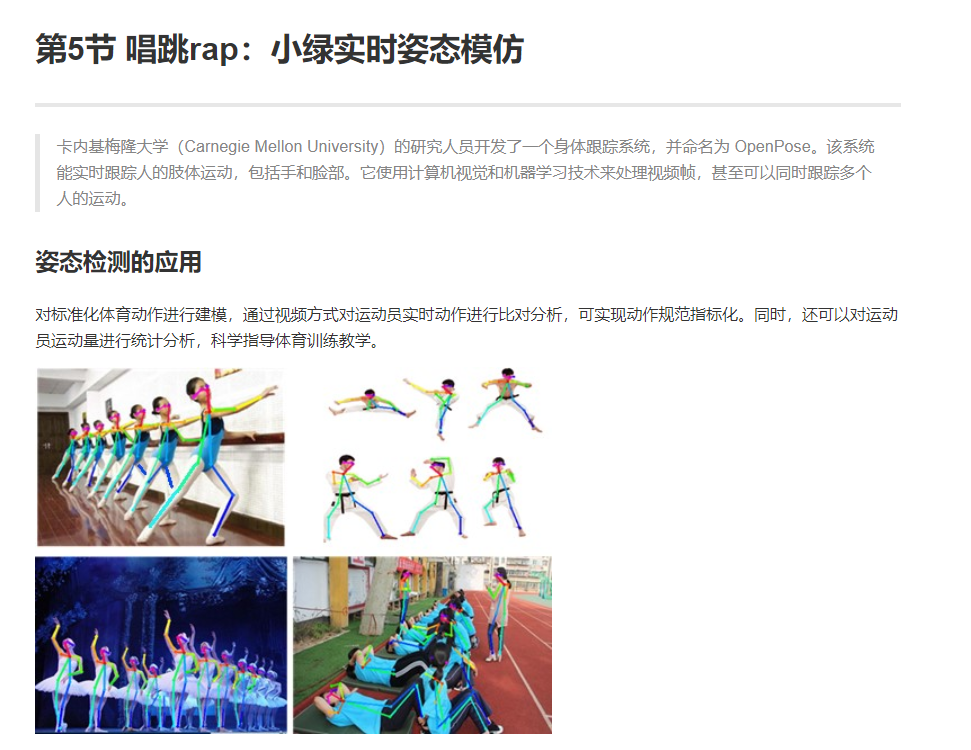 第5节 唱跳rap：小绿实时姿态模仿
卡内基梅隆大学（Carnegie Mellon University）的研究人员开发了一个身体跟踪系统，并命名为 OpenPose。该系统
能实时跟踪人的肢体运动，包括手和脸部。它使用计算机视觉和机器学习技术来处理视频帧，甚至可以同时跟踪多个
人的运动。
姿态检测的应用
对标准化体育动作进行建模，通过视频方式对运动员实时动作进行比对分析，可实现动作规范指标化。同时，还可以对运动
员运动量进行统计分析，科学指导体育训练教学。